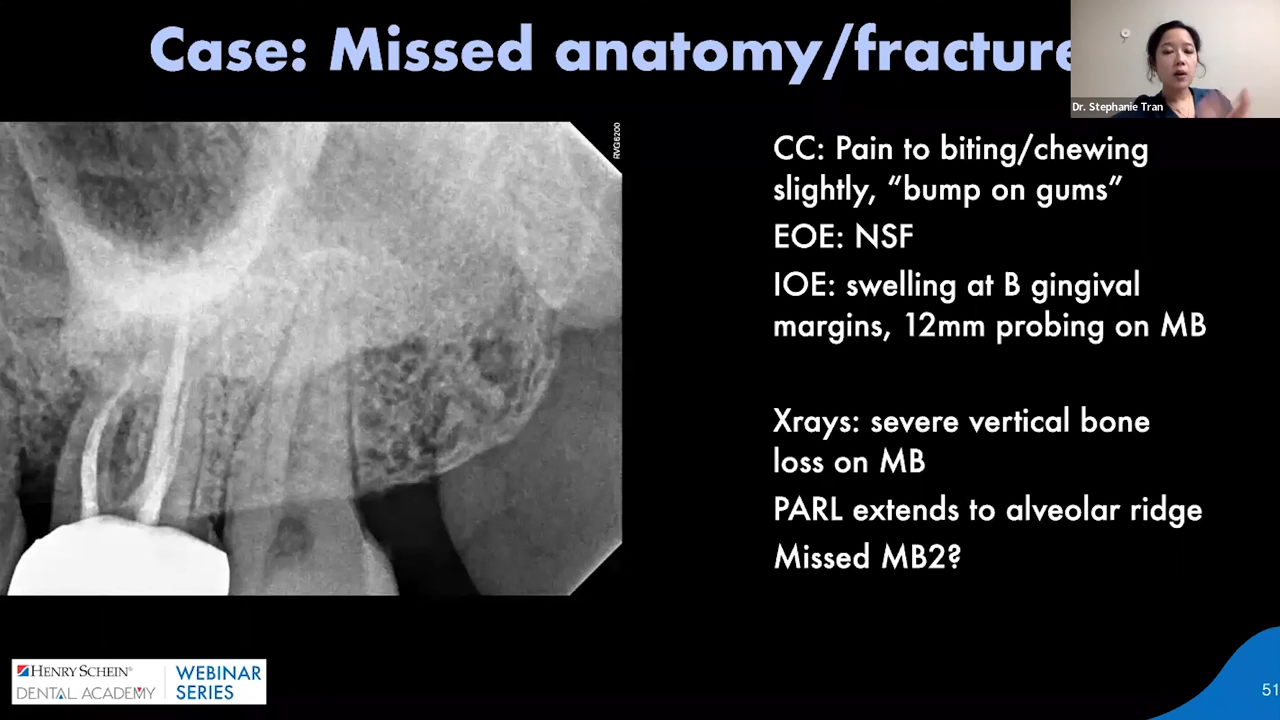 Case: Missed anatomy/fracture
Dr. Stephanie Tran
RVG6200
CC: Pain to biting/chewing
slightly, “bump on gums”
EOE: NSF
IOE: swelling at B gingival
margins, 12mm probing on MB
Xrays: severe vertical bone
loss on MB
PARL extends to alveolar ridge
Missed MB2?
HENRY SCHEIN®
DENTAL ACADEMY
WEBINAR
SERIES
51